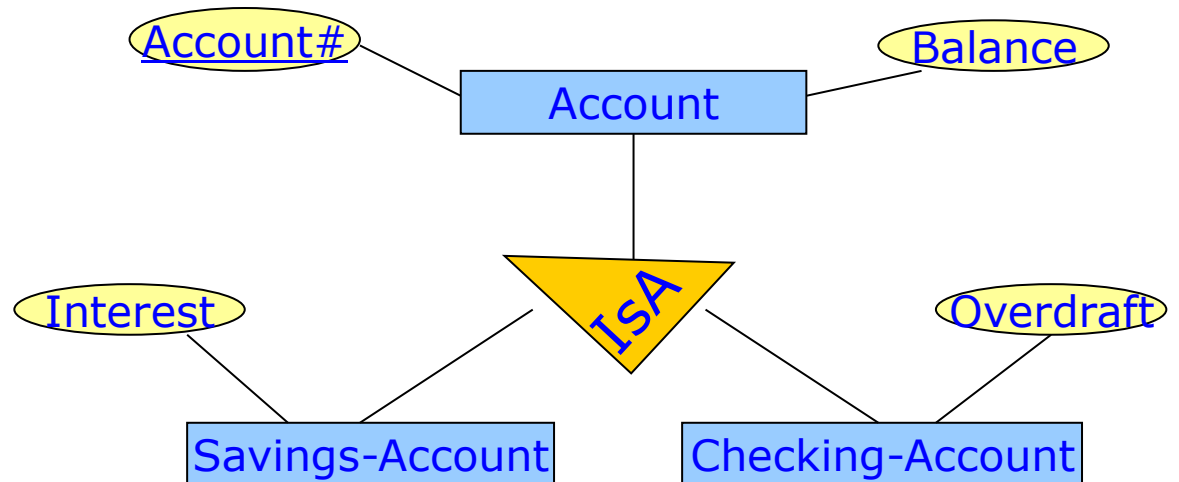 Account#
Balance
Account
IsA
Interest
Overdraft
Savings-Account
Checking-Account